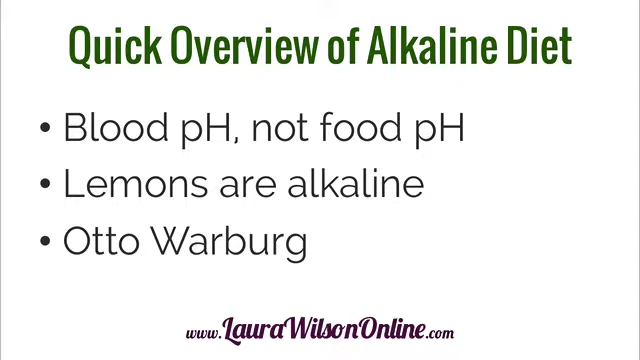 Quick Overview of Alkaline Diet
• Blood pH, not food pH
• Lemons are alkaline
• Otto Warburg
www.LauraWilsonOnline.com